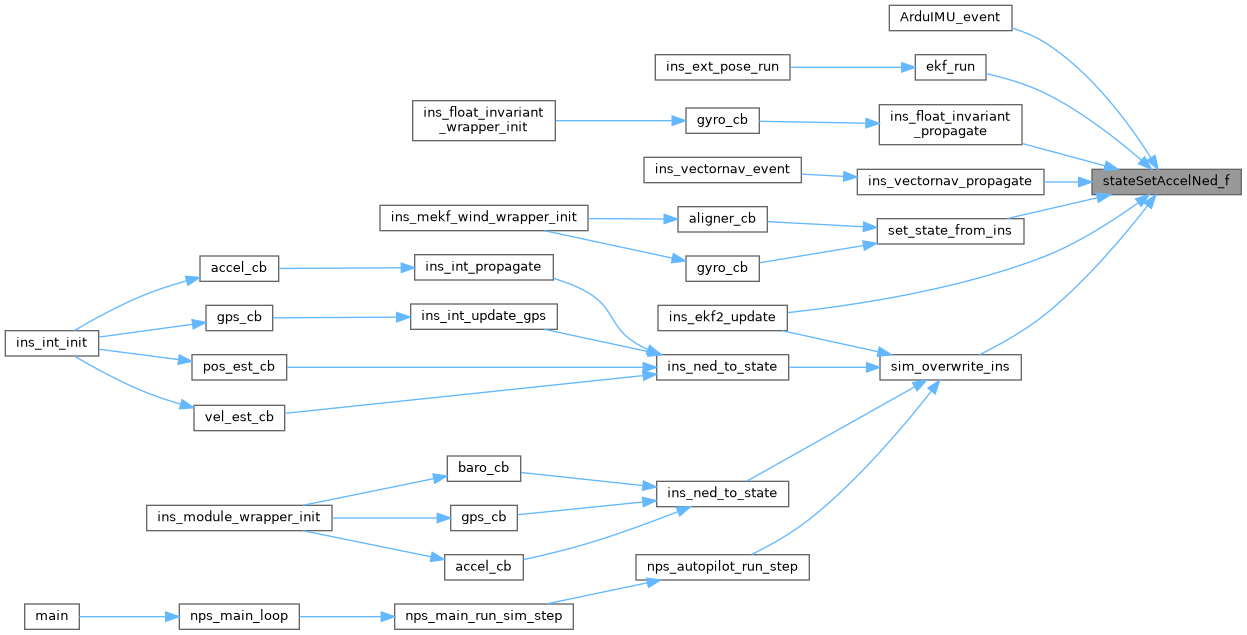 ArduIMU_event
ins_ext_pose_run
ekf_run
ins_float_invariant
_wrapper_init
gyro_cb
ins_float_invariant
_propagate
ins_vectornav_event
ins_vectornav_propagate
stateSetAccelNed_f
ins_mekf_wind_wrapper_init
aligner_cb
set_state_from_ins
gyro_cb
accel_cb
ins_int_propagate
gps_cb
ins_int_update_gps
ins_ekf2_update
ins_int_init
pos_est_cb
ins_ned_to_state
sim_overwrite_ins
vel_est_cb
baro_cb
ins_ned_to_state
ins_module_wrapper_init
gps_cb
accel_cb
nps_autopilot_run_step
main
nps_main_loop
nps_main_run_sim_step